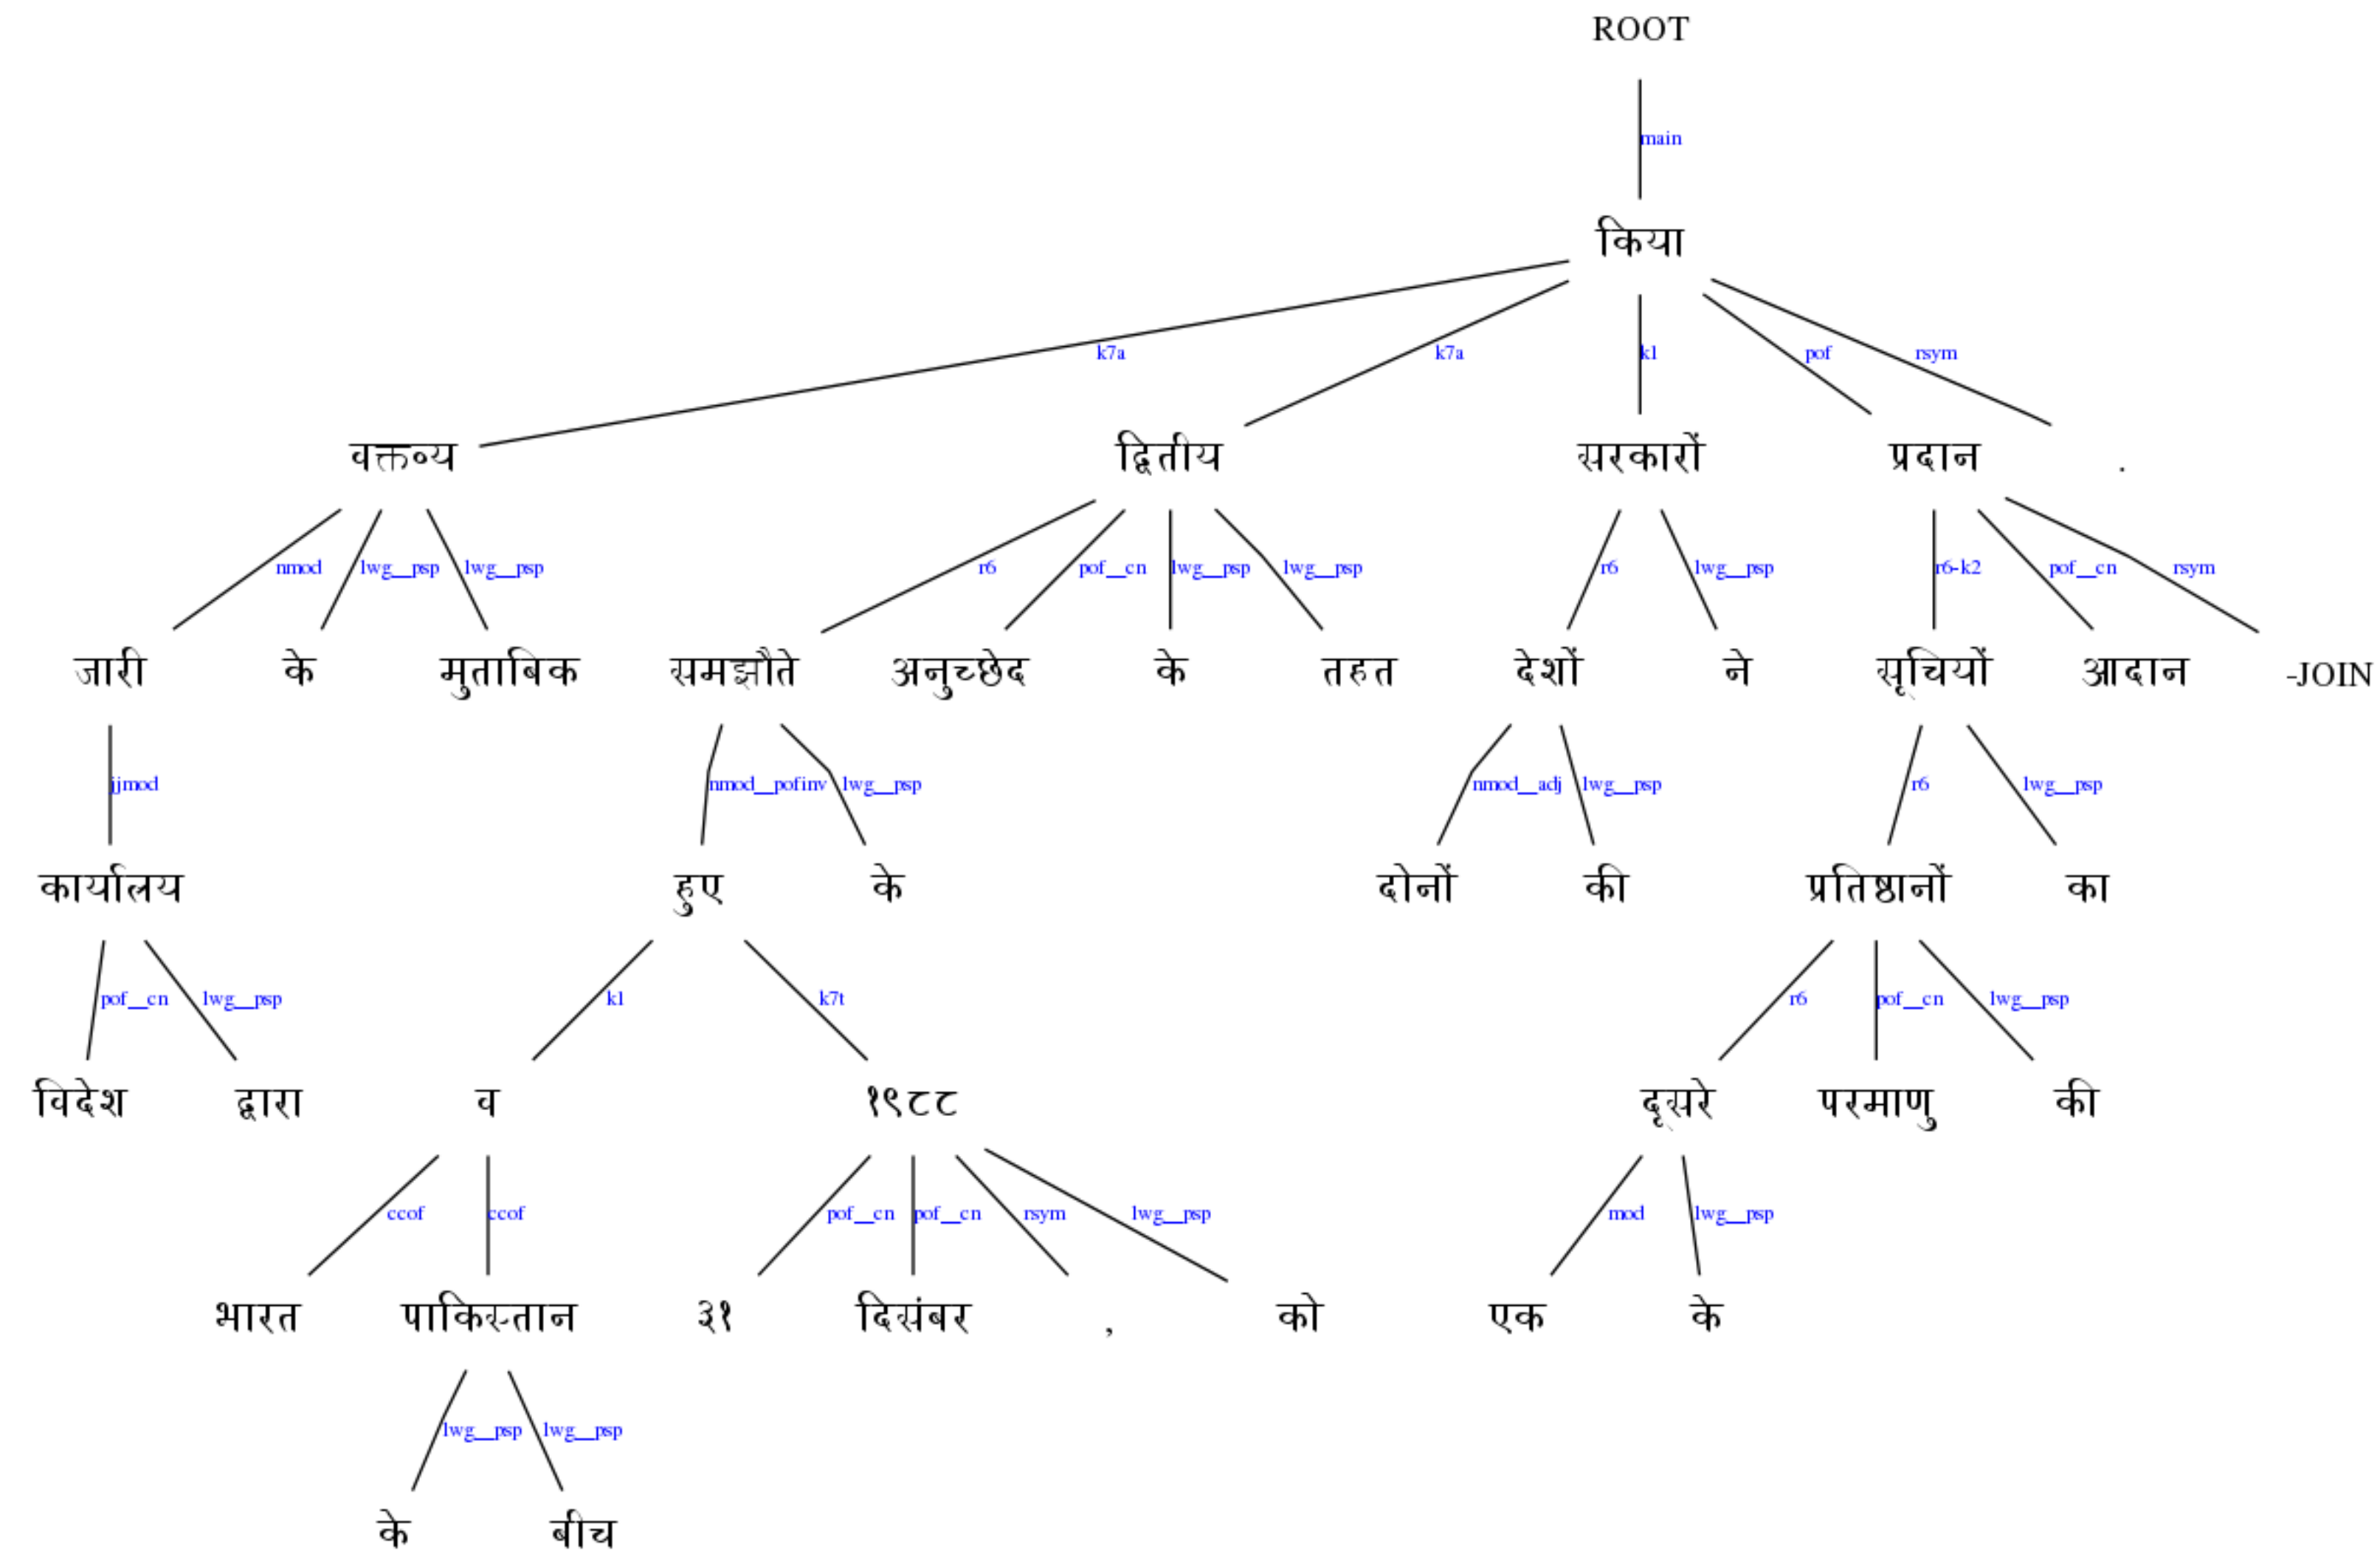 ROOT
main
किया
k7a k7a k1 pof rsym
वक्तव्य द्वितीय सरकारों प्रदान .
nmod lwg__psp lwg__psp r6 pof__cn lwg__psp lwg__psp r6 lwg__psp r6-k2 pof__cn rsym
जारी के मुताबिक समझौते अनुच्छेद के तहत देशों ने सूचियों आदान -JOIN
jjmod nmod__pofinv lwg__psp nmod__adj lwg__psp r6 lwg__psp
कार्यालय हुए के दोनों की प्रतिष्ठानों का
pof__cn lwg__psp k1 k7t r6 pof__cn lwg__psp
विदेश द्वारा व १९८८ दूसरे परमाणु की
ccof ccof pof__cn pof__cn rsym lwg__psp mod lwg__psp
भारत पाकिस्तान ३१ दिसंबर , को एक के
lwg__psp lwg__psp
के बीच